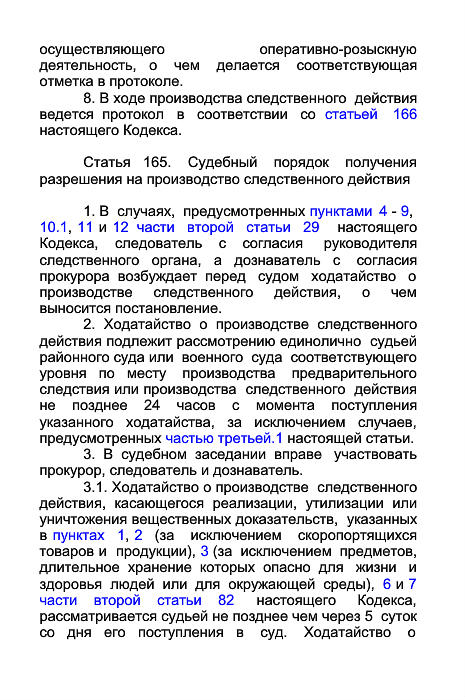 осуществляющего оперативно-розыскную
деятельность, о чем делается соответствующая
отметка в протоколе.
8. В ходе производства следственного действия
ведется протокол в соответствии со статьей 166
настоящего Кодекса.
Статья 165. Судебный порядок получения
разрешения на производство следственного действия
1. В случаях, предусмотренных пунктами 4 - 9,
10.1, 11 и 12 части второй статьи 29 настоящего
Кодекса, следователь с согласия руководителя
следственного органа, а дознаватель с согласия
прокурора возбуждает перед судом ходатайство о
производстве следственного действия, о чем
выносится постановление.
2. Ходатайство о производстве следственного
действия подлежит рассмотрению единолично судьей
районного суда или военного суда соответствующего
уровня по месту производства предварительного
следствия или производства следственного действия
не позднее 24 часов с момента поступления
указанного ходатайства, за исключением случаев,
предусмотренных частью третьей.1 настоящей статьи.
3. В судебном заседании вправе участвовать
прокурор, следователь и дознаватель.
3.1. Ходатайство о производстве следственного
действия, касающегося реализации, утилизации или
уничтожения вещественных доказательств, указанных
в пунктах 1, 2 (за исключением скоропортящихся
товаров и продукции), 3 (за исключением предметов,
длительное хранение которых опасно для жизни и
здоровья людей или для окружающей среды), 6 и 7
части второй статьи 82 настоящего Кодекса,
рассматривается судьей не позднее чем через 5 суток
со дня его поступления в суд. Ходатайство о